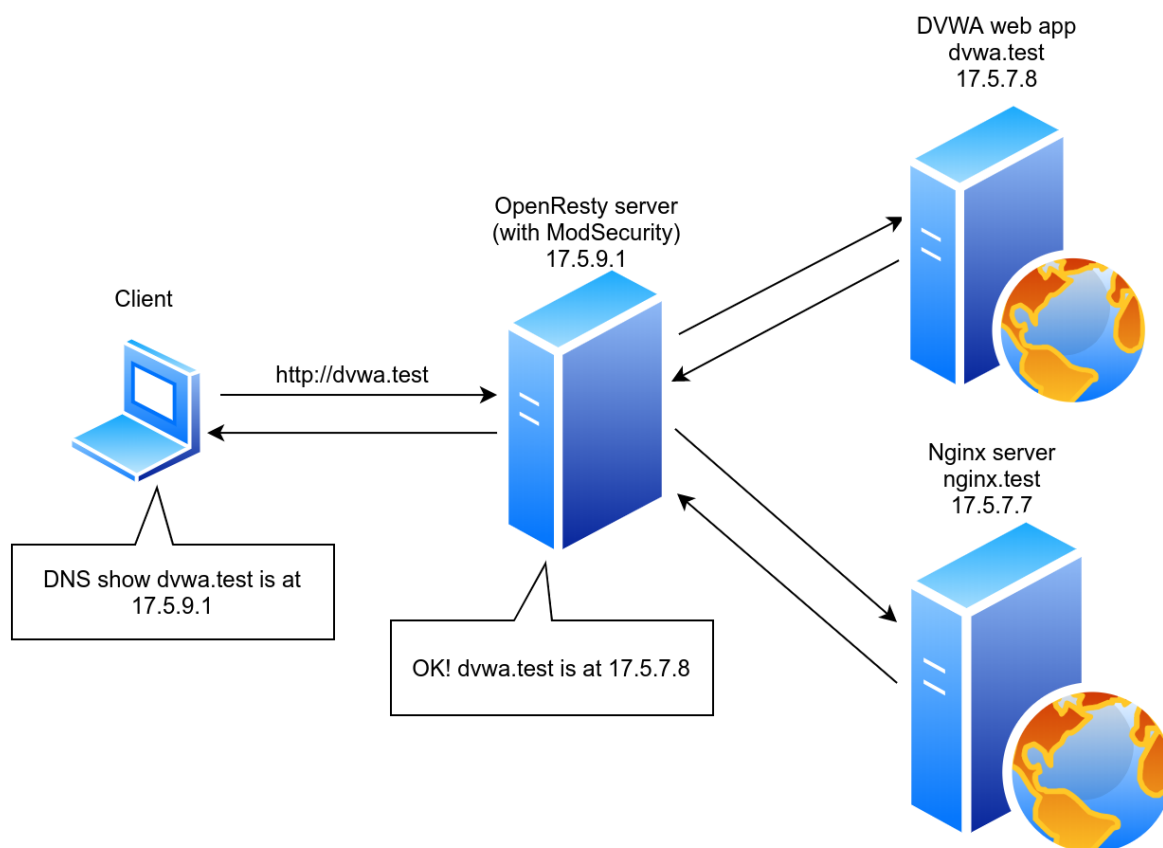 DVWA web app
dvwa.test
17.5.7.8
OpenResty server
(with ModSecurity)
17.5.9.1
Client
http://dvwa.test
Nginx server
nginx.test
17.5.7.7
DNS show dvwa.test is at
17.5.9.1
OK! dvwa.test is at 17.5.7.8